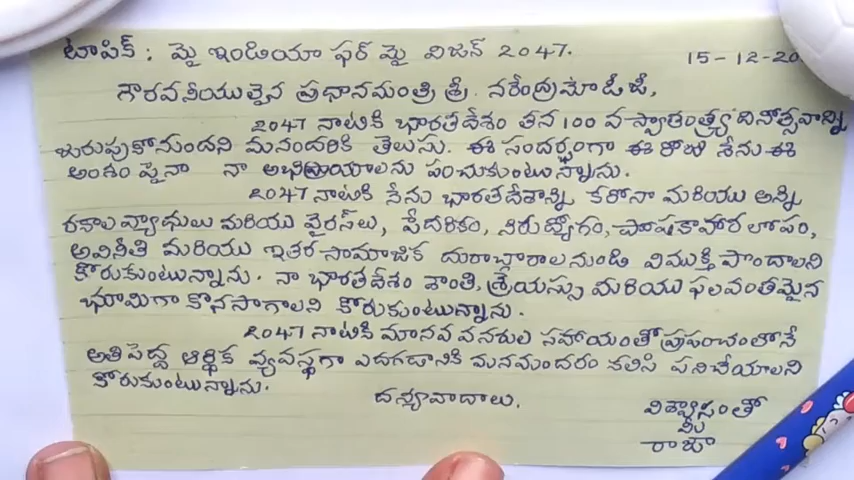 టాపిక్ : మై ఇండియా ఫర్ మై విజన్ 2047. 15-12-20
గౌరవనీయులైన ప్రధానమంత్రి శ్రీ. నరేంద్రమోడీజీ,
2047 నాటికి భారతదేశం తన 100 వ స్వాతంత్ర్య దినోత్సవాన్ని
జరుపుకోనుందని మనందరికి తెలుసు. ఈ సందర్భంగా ఈ రోజు నేను ఈ
అంశం పైనా నా అభిప్రాయాలను పంచుకుంటున్నాను.
2047 నాటికి నేను భారతదేశాన్ని కరోనా మరియు అన్ని
రకాల వ్యాధులు మరియు వైరస్‌లు, పేదరికం, నిరుద్యోగం, పోషకాహార లోపం,
అవినీతి మరియు ఇతర సామాజిక దురాచ్చారాలనుండి విముక్తి పొందాలని
కోరుకుంటున్నాను. నా భారతదేశం శాంతి, శ్రేయస్సు మరియు ఫలవంతమైన
భూమిగా కొనసాగాలని కోరుకుంటున్నాను.
2047 నాటికి మానవ వనరుల సహాయంతో ప్రపంచంలోనే
అతి పెద్ద ఆర్థిక వ్యవస్థగా ఎదగడానికి మనమందరం కలిసి పనిచేయాలని
కోరుకుంటున్నాను.
ధన్యవాదాలు.
విశ్వాసంతో
మీ
రాజా